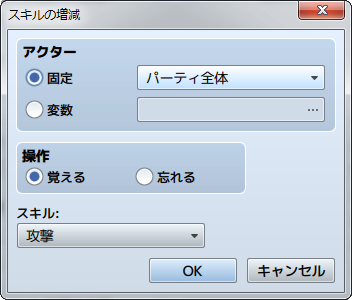 スキルの増減
アクター
固定
パーティ全体
変数
...
操作
覚える
忘れる
スキル:
攻撃
OK
キャンセル